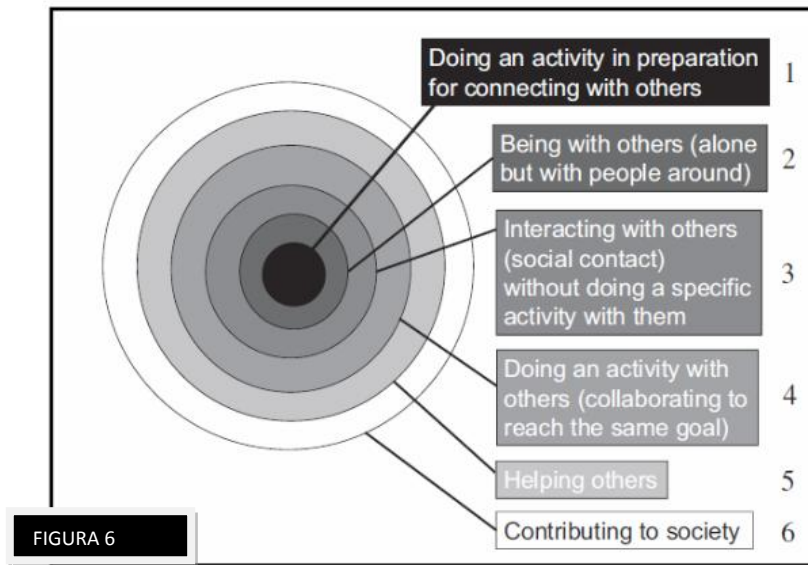 Doing an activity in preparation
for connecting with others
1
Being with others (alone
but with people around)
2
Interacting with others
(social contact)
without doing a specific
activity with them
3
Doing an activity with
others (collaborating to
reach the same goal)
4
Helping others
5
Contributing to society
6
FIGURA 6